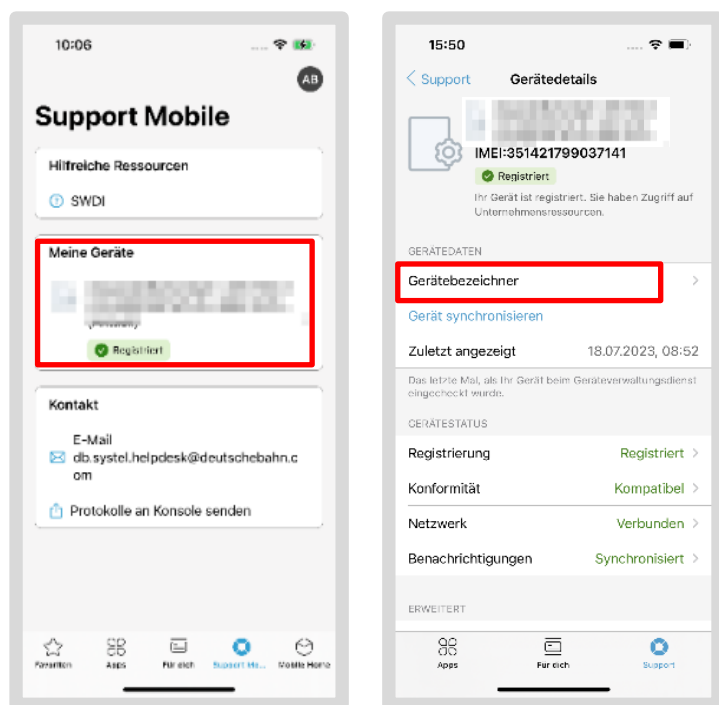 10:06
AB
Support Mobile
Hilfreiche Ressourcen
SWDI
Meine Geräte
Registriert
Kontakt
E-Mail
db.systel.helpdesk@deutschebahn.c
om
Protokolle an Konsole senden
Favoriten Apps Für dich Support Mo... Mobile Home
15:50
Support Gerätedetails
IMEI:351421799037141
Registriert
Ihr Gerät ist registriert. Sie haben Zugriff auf
Unternehmensressourcen.
GERÄTEDATEN
Gerätebezeichner
Gerät synchronisieren
Zuletzt angezeigt 18.07.2023, 08:52
Das letzte Mal, als Ihr Gerät beim Geräteverwaltungsdienst
eingecheckt wurde.
GERÄTESTATUS
Registrierung Registriert
Konformität Kompatibel
Netzwerk Verbunden
Benachrichtigungen Synchronisiert
ERWEITERT
Apps Für dich Support